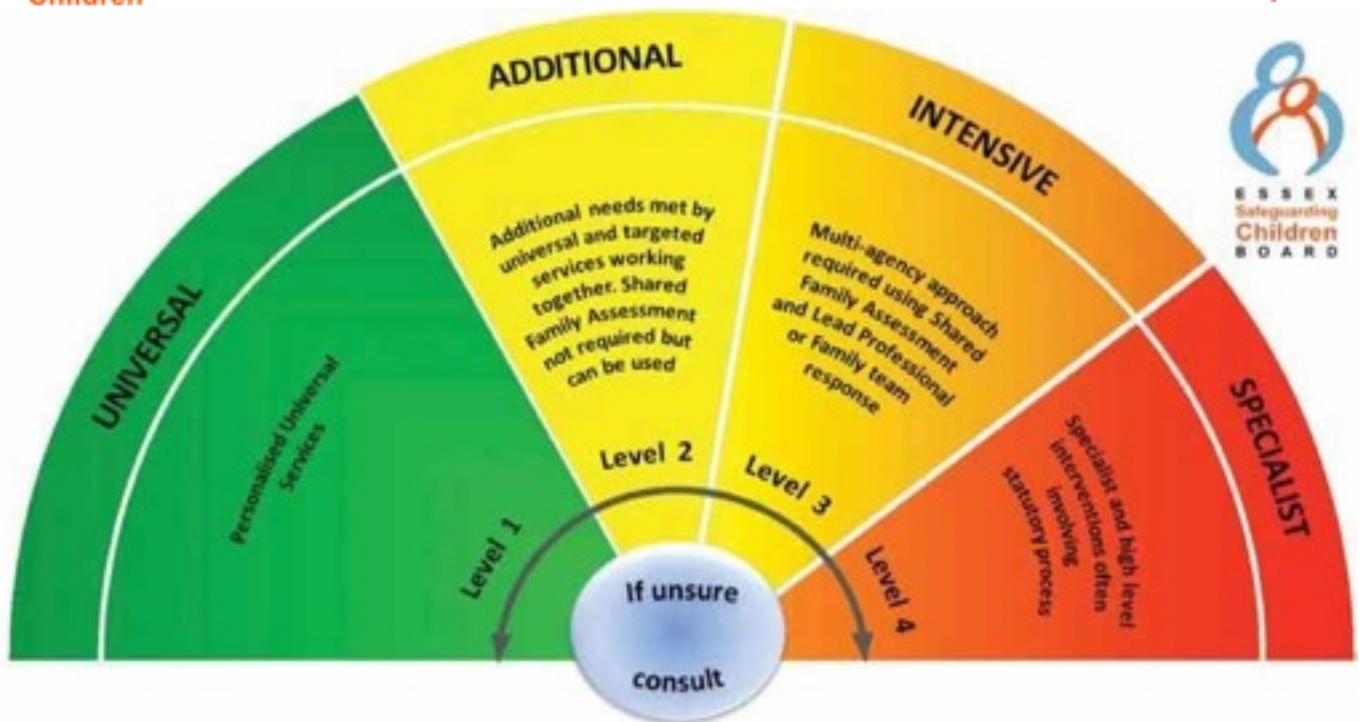 Children
UNIVERSAL
Personalised Universal
Services
Level 1
ADDITIONAL
Additional needs met by
universal and targeted
services working
together. Shared
Family Assessment
not required but
can be used
Level 2
INTENSIVE
Multi-agency approach
required using Shared
Family Assessment
and Lead Professional
or Family team
response
Level 3
SPECIALIST
Specialist and high level
interventions often
involving
statutory process
Level 4
If unsure
consult
ESSEX
Safeguarding
Children
BOARD